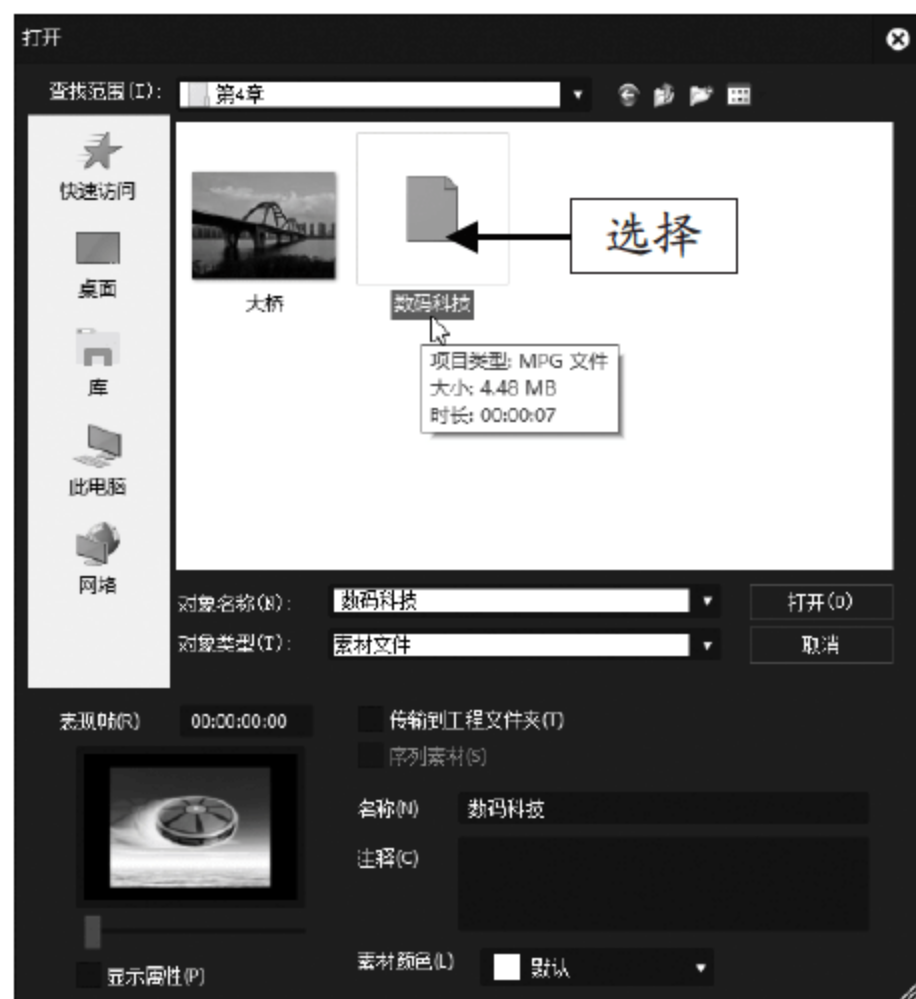 打开
查找范围(I): 第4章
快速访问
桌面
库
此电脑
网络
大桥
数码科技
选择
项目类型: MPG 文件
大小: 4.48 MB
时长: 00:00:07
对象名称(N): 数码科技 打开(O)
对象类型(T): 素材文件 取消
表现帧(R) 00:00:00:00
传输到工程文件夹(T)
序列素材(S)
名称(N) 数码科技
注释(C)
素材颜色(L) 默认
显示属性(P)